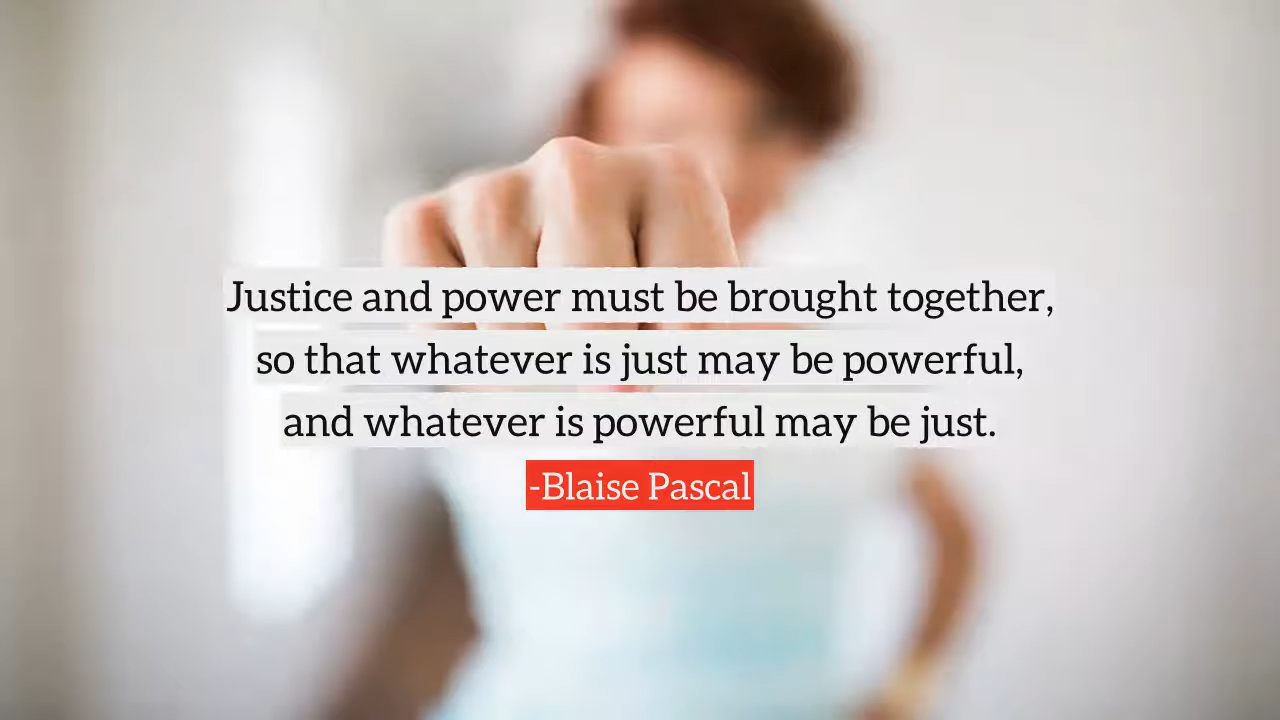 Justice and power must be brought together,
so that whatever is just may be powerful,
and whatever is powerful may be just.
-Blaise Pascal